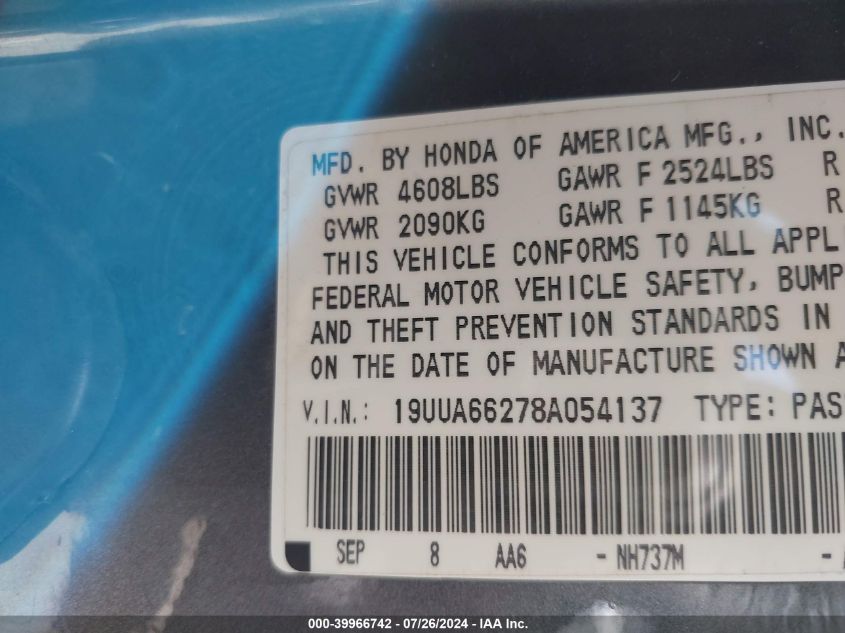 MFD. BY HONDA OF AMERICA MFG., INC.
GVWR 4608LBS GAWR F 2524LBS R
GVWR 2090KG GAWR F 1145KG R
THIS VEHICLE CONFORMS TO ALL APPL
FEDERAL MOTOR VEHICLE SAFETY, BUMP
AND THEFT PREVENTION STANDARDS IN
ON THE DATE OF MANUFACTURE SHOWN A
V.I.N.: 19UUA66278A054137 TYPE: PAS
SEP 8 AA6 - NH737M -
000-39966742 - 07/26/2024 - IAA Inc.